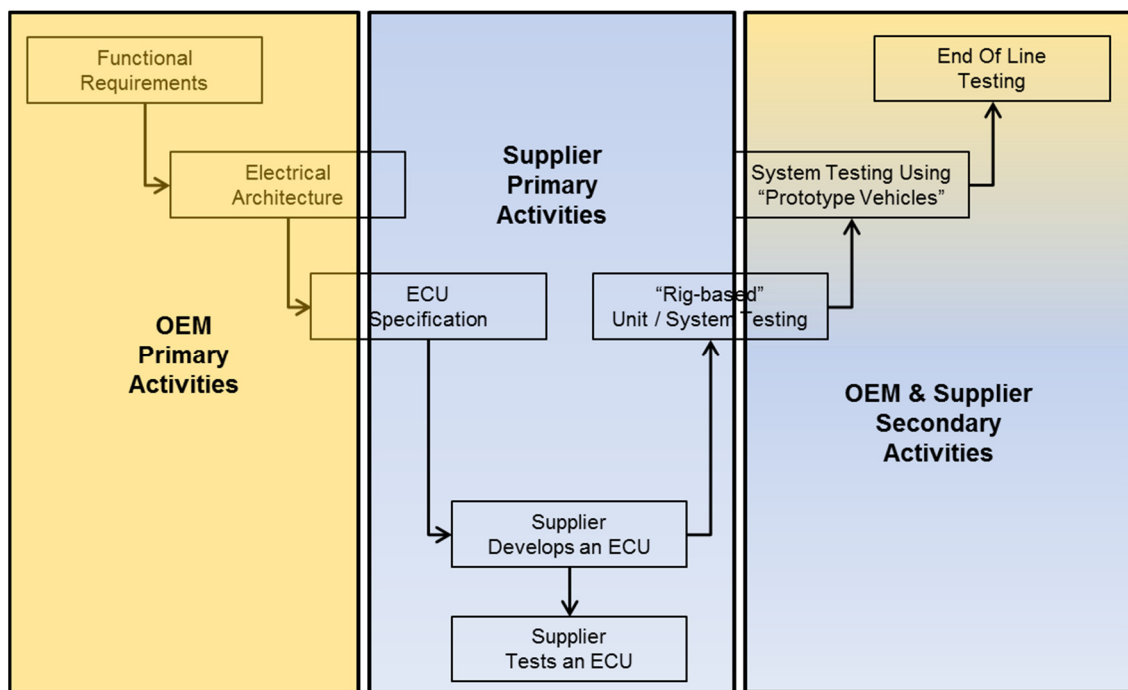 Functional
Requirements
Electrical
Architecture
ECU
Specification
OEM
Primary
Activities
Supplier
Primary
Activities
Supplier
Develops an ECU
Supplier
Tests an ECU
“Rig-based”
Unit / System Testing
System Testing Using
“Prototype Vehicles”
End Of Line
Testing
OEM & Supplier
Secondary
Activities